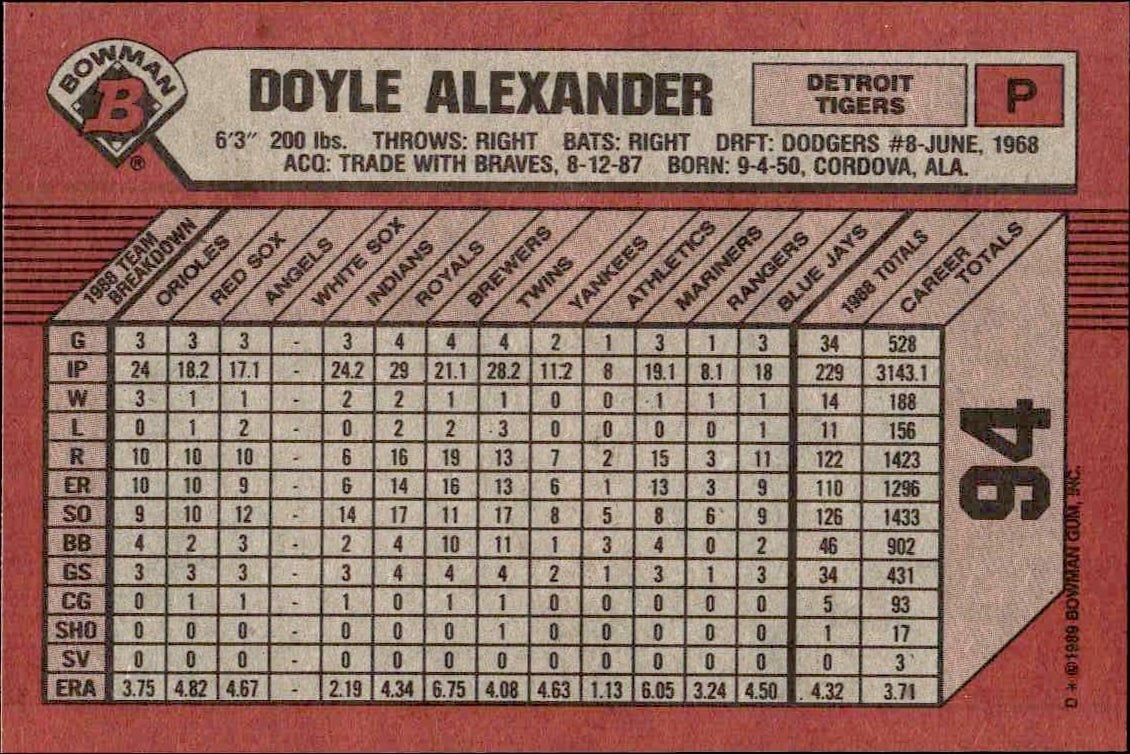 BOWMAN
B
®
DOYLE ALEXANDER
DETROIT
TIGERS
P
6'3" 200 lbs. THROWS: RIGHT BATS: RIGHT DRFT: DODGERS #8-JUNE, 1968
ACQ: TRADE WITH BRAVES, 8-12-87 BORN: 9-4-50, CORDOVA, ALA.
1988 TEAM BREAKDOWN ORIOLES RED SOX ANGELS WHITE SOX INDIANS ROYALS BREWERS TWINS YANKEES ATHLETICS MARINERS RANGERS BLUE JAYS 1988 TOTALS CAREER TOTALS
G 3 3 3 - 3 4 4 4 2 1 3 1 3 34 528
IP 24 18.2 17.1 - 24.2 29 21.1 28.2 11.2 8 19.1 8.1 18 229 3143.1
W 3 1 1 - 2 2 1 1 0 0 1 1 1 14 188
L 0 1 2 - 0 2 2 3 0 0 0 0 1 11 156
R 10 10 10 - 6 16 19 13 7 2 15 3 11 122 1423
ER 10 10 9 - 6 14 16 13 6 1 13 3 9 110 1296
SO 9 10 12 - 14 17 11 17 8 5 8 6 9 126 1433
BB 4 2 3 - 2 4 10 11 1 3 4 0 2 46 902
GS 3 3 3 - 3 4 4 4 2 1 3 1 3 34 431
CG 0 1 1 - 1 0 1 1 0 0 0 0 0 5 93
SHO 0 0 0 - 0 0 0 1 0 0 0 0 0 1 17
SV 0 0 0 - 0 0 0 0 0 0 0 0 0 0 3
ERA 3.75 4.82 4.67 - 2.19 4.34 6.75 4.08 4.63 1.13 6.05 3.24 4.50 4.32 3.71
94
D * ©1989 BOWMAN GUM, INC.